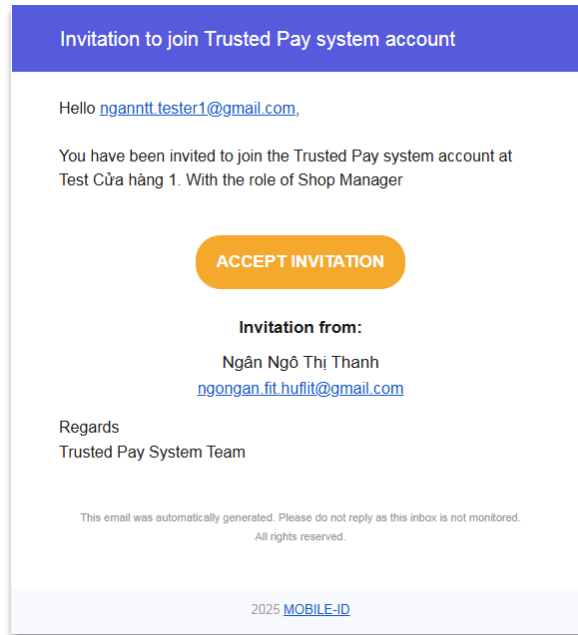 Invitation to join Trusted Pay system account
Hello nganntt.tester1@gmail.com,
You have been invited to join the Trusted Pay system account at
Test Cửa hàng 1. With the role of Shop Manager
ACCEPT INVITATION
Invitation from:
Ngân Ngô Thị Thanh
ngongan.fit.huflit@gmail.com
Regards
Trusted Pay System Team
This email was automatically generated. Please do not reply as this inbox is not monitored.
All rights reserved.
2025 MOBILE-ID